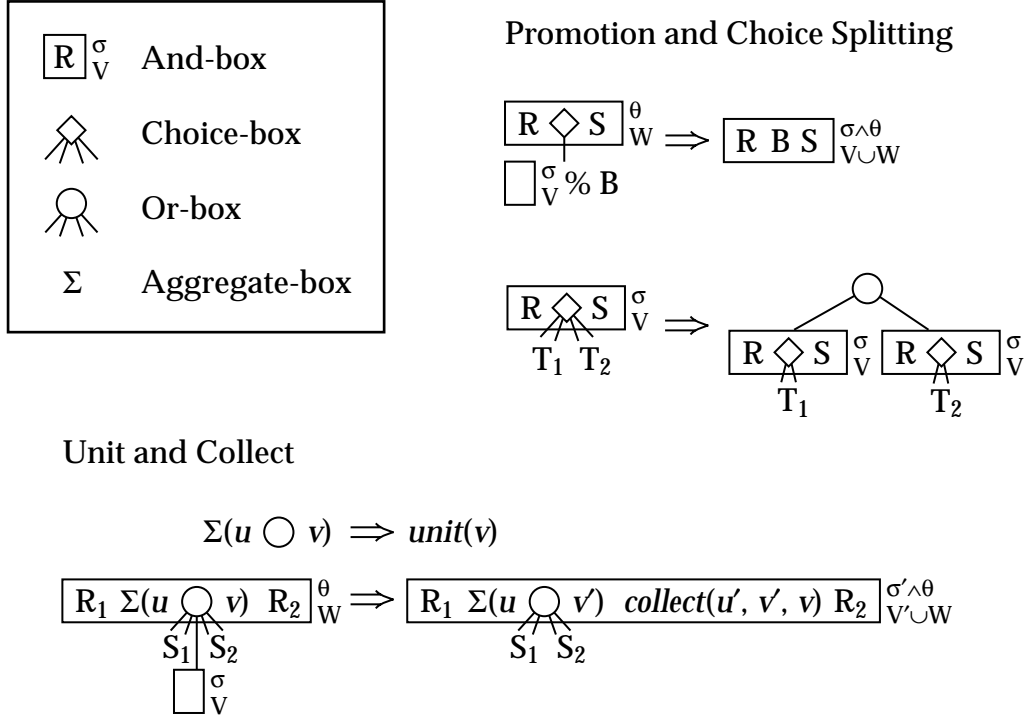 R σ V And-box
Choice-box
Or-box
Σ Aggregate-box
Promotion and Choice Splitting
R S θ W ⟹ R B S σ∧θ V∪W
σ V % B
R S σ V ⟹ R S σ V R S σ V
T1 T2 T1 T2
Unit and Collect
Σ(u ◯ v) ⟹ unit(v)
R1 Σ(u ◯ v) R2 θ W ⟹ R1 Σ(u ◯ v′) collect(u′, v′, v) R2 σ′∧θ V′∪W
S1 S2 S1 S2
σ V